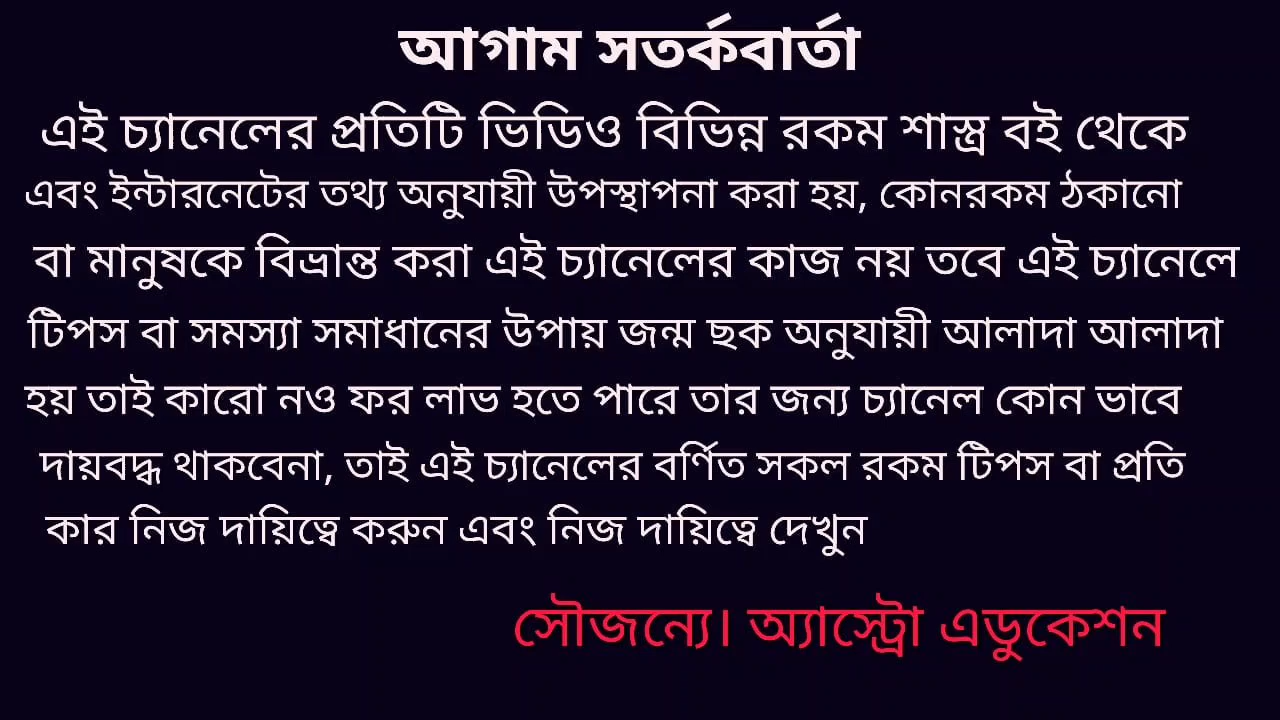 আগাম সতর্কবার্তা
এই চ্যানেলের প্রতিটি ভিডিও বিভিন্ন রকম শাস্ত্র বই থেকে
এবং ইন্টারনেটের তথ্য অনুযায়ী উপস্থাপনা করা হয়, কোনরকম ঠকানো
বা মানুষকে বিভ্রান্ত করা এই চ্যানেলের কাজ নয় তবে এই চ্যানেলে
টিপস বা সমস্যা সমাধানের উপায় জন্ম ছক অনুযায়ী আলাদা আলাদা
হয় তাই কারো নও ফর লাভ হতে পারে তার জন্য চ্যানেল কোন ভাবে
দায়বদ্ধ থাকবেনা, তাই এই চ্যানেলের বর্ণিত সকল রকম টিপস বা প্রতি
কার নিজ দায়িত্বে করুন এবং নিজ দায়িত্বে দেখুন
সৌজন্যে। অ্যাস্ট্রো এডুকেশন